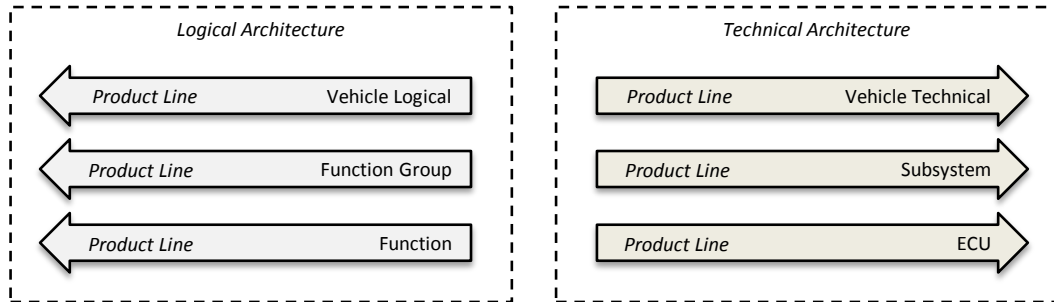 Logical Architecture
Product Line Vehicle Logical
Product Line Function Group
Product Line Function
Technical Architecture
Product Line Vehicle Technical
Product Line Subsystem
Product Line ECU